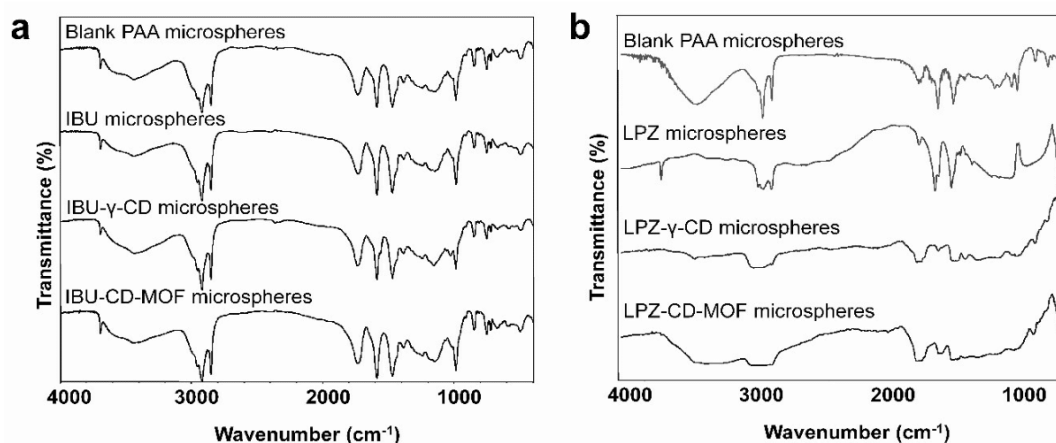 a
Blank PAA microspheres
IBU microspheres
IBU-γ-CD microspheres
IBU-CD-MOF microspheres
Transmittance (%)
4000 3000 2000 1000
Wavenumber (cm⁻¹)
b
Blank PAA microspheres
LPZ microspheres
LPZ-γ-CD microspheres
LPZ-CD-MOF microspheres
Transmittance (%)
4000 3000 2000 1000
Wavenumber (cm⁻¹)